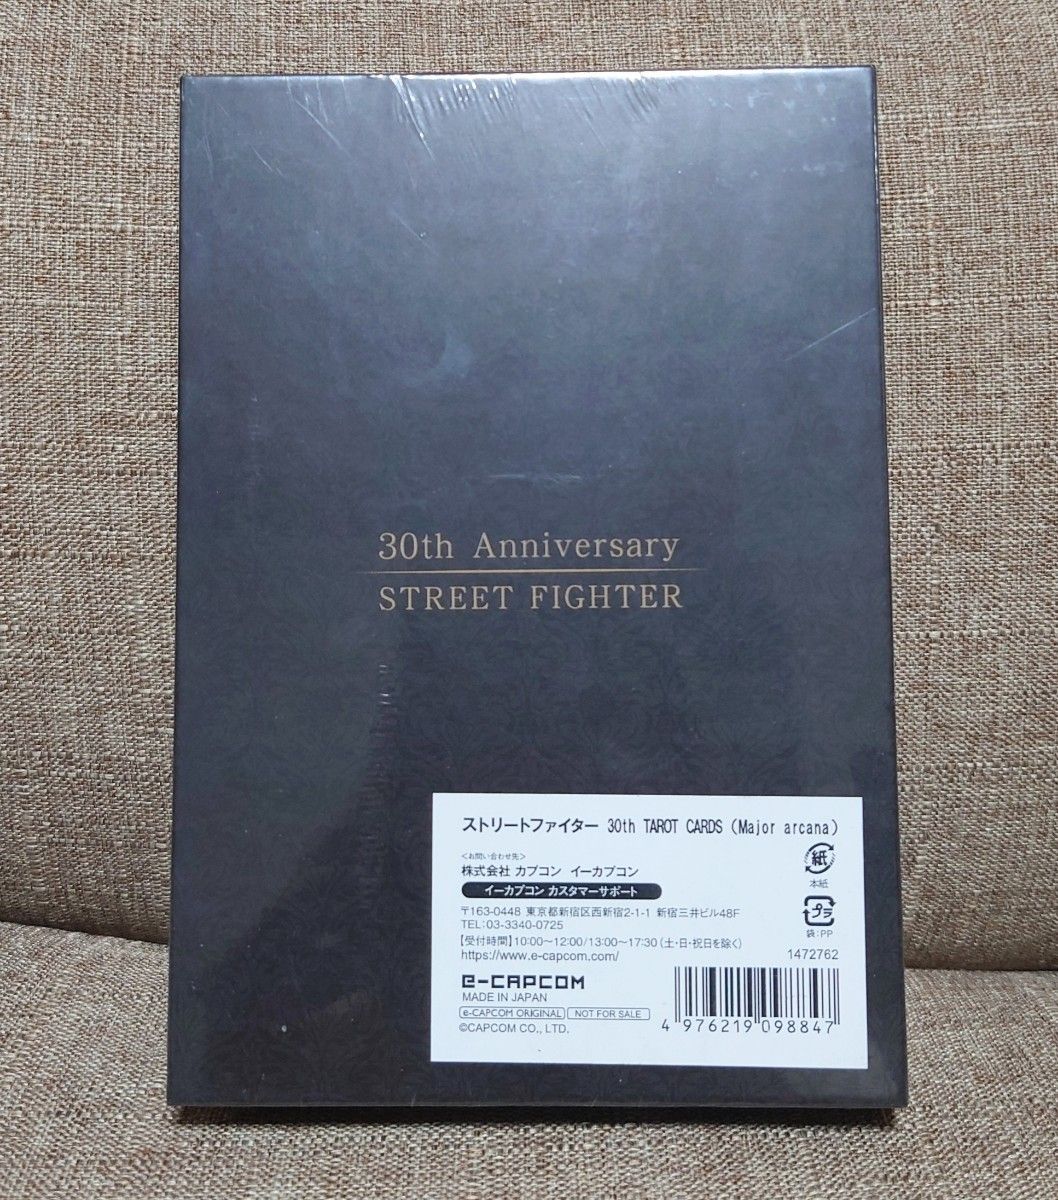 30th Anniversary
STREET FIGHTER
ストリートファイター 30th TAROT CARDS (Major arcana)
<お問い合わせ先>
株式会社 カプコン イーカプコン
イーカプコン カスタマーサポート
〒163-0448 東京都新宿区西新宿2-1-1 新宿三井ビル48F
TEL:03-3340-0725
【受付時間】10:00~12:00/13:00~17:30(土・日・祝日を除く)
https://www.e-capcom.com/
e-CAPCOM
MADE IN JAPAN
e-CAPCOM ORIGINAL NOT FOR SALE
©CAPCOM CO., LTD.
紙
本紙
プラ
袋:PP
1472762
4 976219 098847